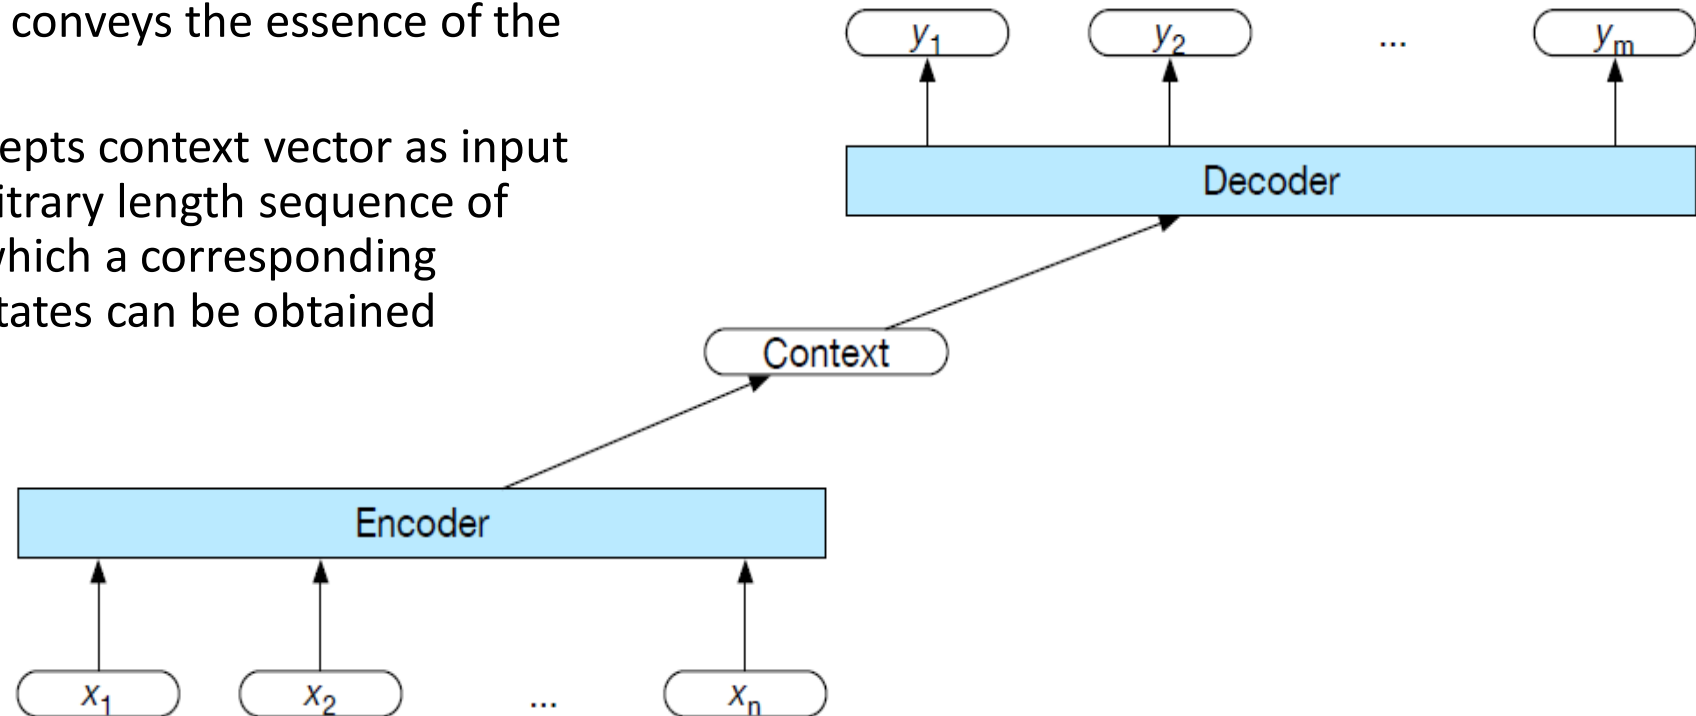 conveys the essence of the
epts context vector as input
itrary length sequence of
which a corresponding
tates can be obtained
y1 y2 ... ym
Decoder
Context
Encoder
x1 x2 ... xn